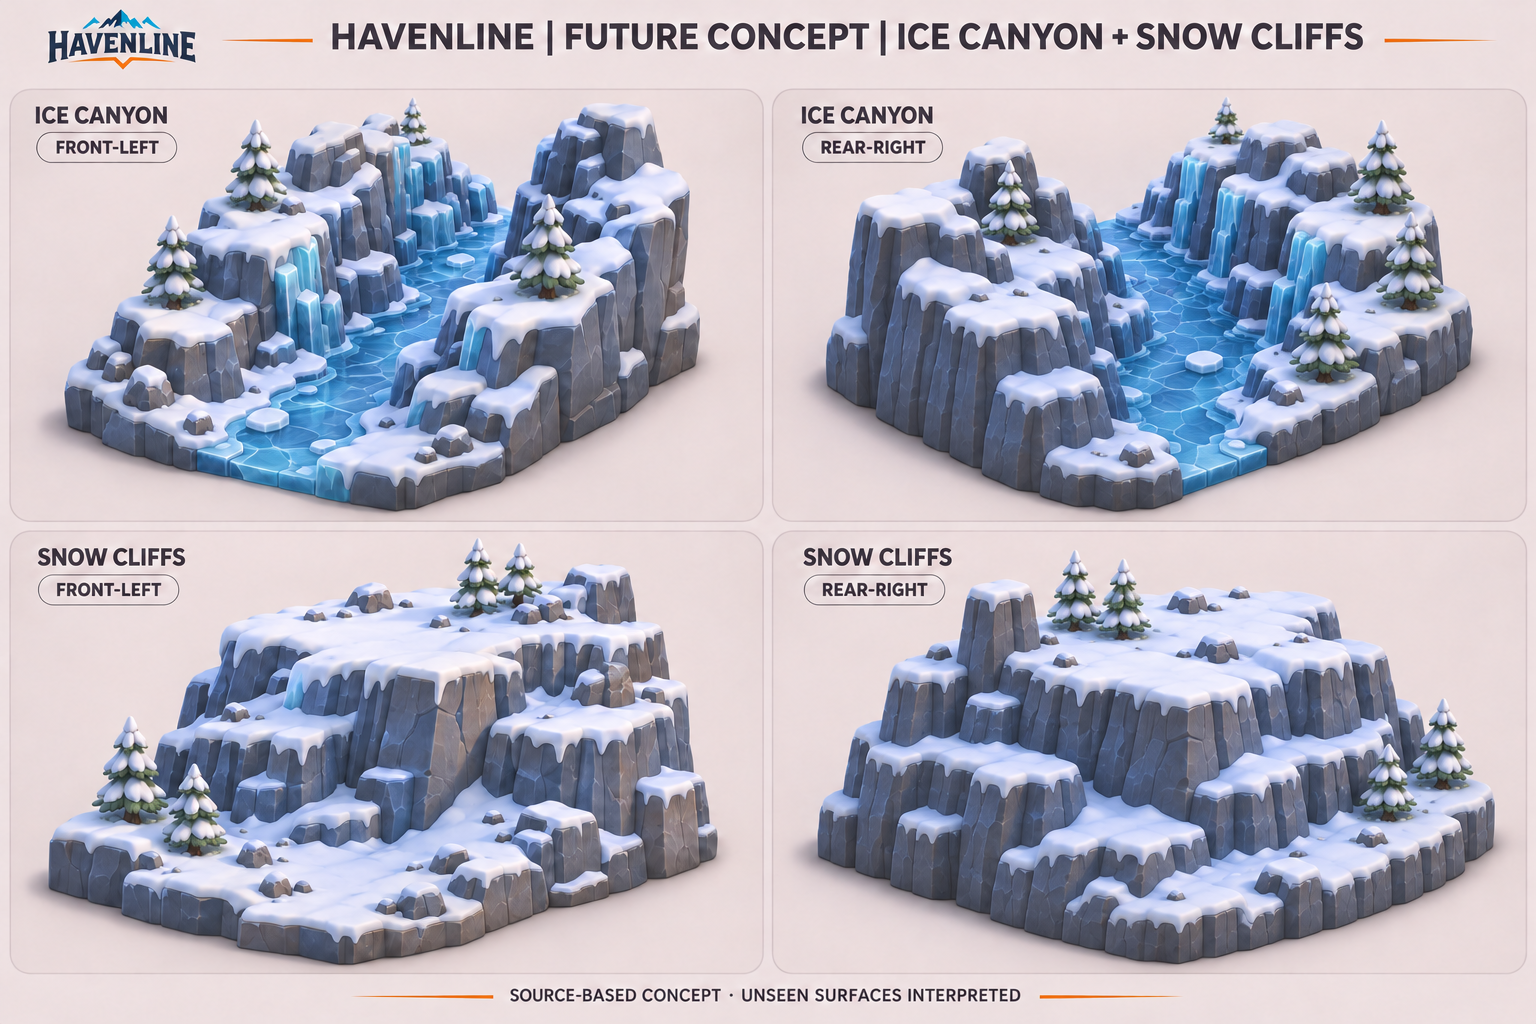 HAVENLINE
HAVENLINE | FUTURE CONCEPT | ICE CANYON + SNOW CLIFFS
ICE CANYON
FRONT-LEFT
ICE CANYON
REAR-RIGHT
SNOW CLIFFS
FRONT-LEFT
SNOW CLIFFS
REAR-RIGHT
SOURCE-BASED CONCEPT · UNSEEN SURFACES INTERPRETED